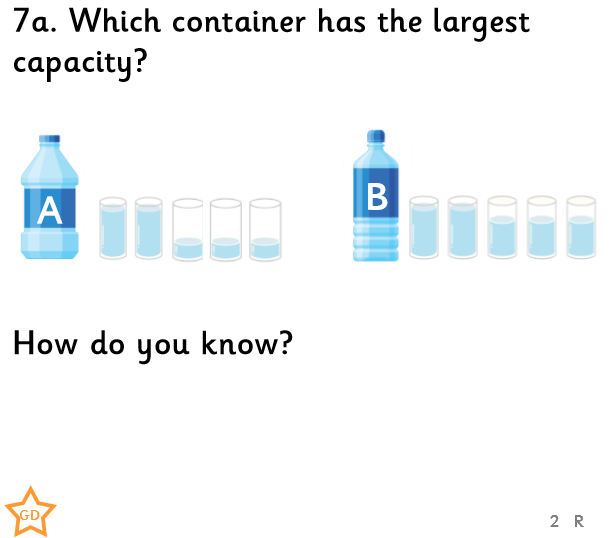 7a. Which container has the largest
capacity?
A
B
How do you know?
GD
2 R